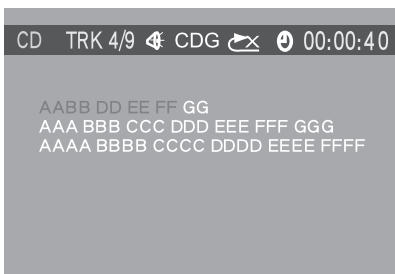 CD TRK 4/9 CDG 00:00:40
AABB DD EE FF GG
AAA BBB CCC DDD EEE FFF GGG
AAAA BBBB CCCC DDDD EEEE FFFF